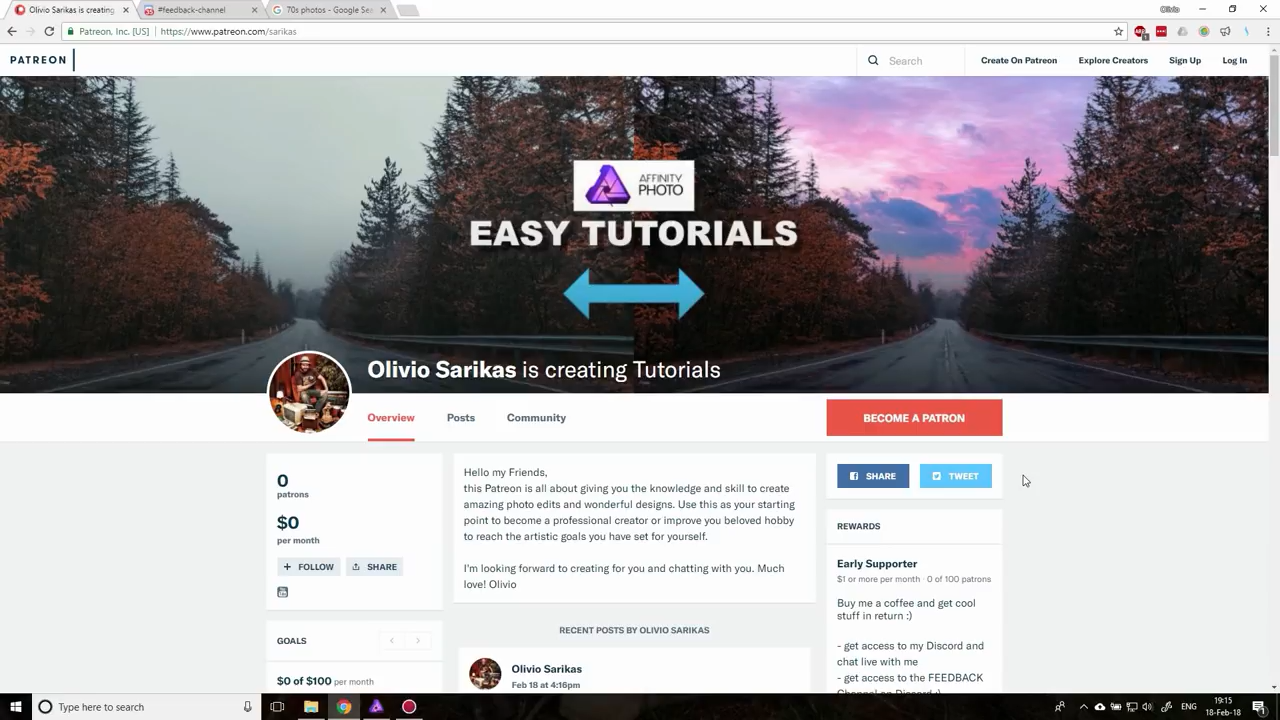 Olivio Sarikas is creating
#feedback-channel
70s photos - Google Sea
Olivio
Patreon, Inc. [US]
https://www.patreon.com/sarikas
PATREON
Search
Create On Patreon
Explore Creators
Sign Up
Log In
AFFINITY
PHOTO
EASY TUTORIALS
Olivio Sarikas is creating Tutorials
Overview
Posts
Community
BECOME A PATRON
0
patrons
$0
per month
FOLLOW
SHARE
GOALS
$0 of $100 per month
Hello my Friends,
this Patreon is all about giving you the knowledge and skill to create
amazing photo edits and wonderful designs. Use this as your starting
point to become a professional creator or improve you beloved hobby
to reach the artistic goals you have set for yourself.
I'm looking forward to creating for you and chatting with you. Much
love! Olivio
RECENT POSTS BY OLIVIO SARIKAS
Olivio Sarikas
Feb 18 at 4:16pm
SHARE
TWEET
REWARDS
Early Supporter
$1 or more per month · 0 of 100 patrons
Buy me a coffee and get cool
stuff in return :)
- get access to my Discord and
chat live with me
- get access to the FEEDBACK
Channel on Discord :)
Type here to search
ENG
19:15
18-Feb-18